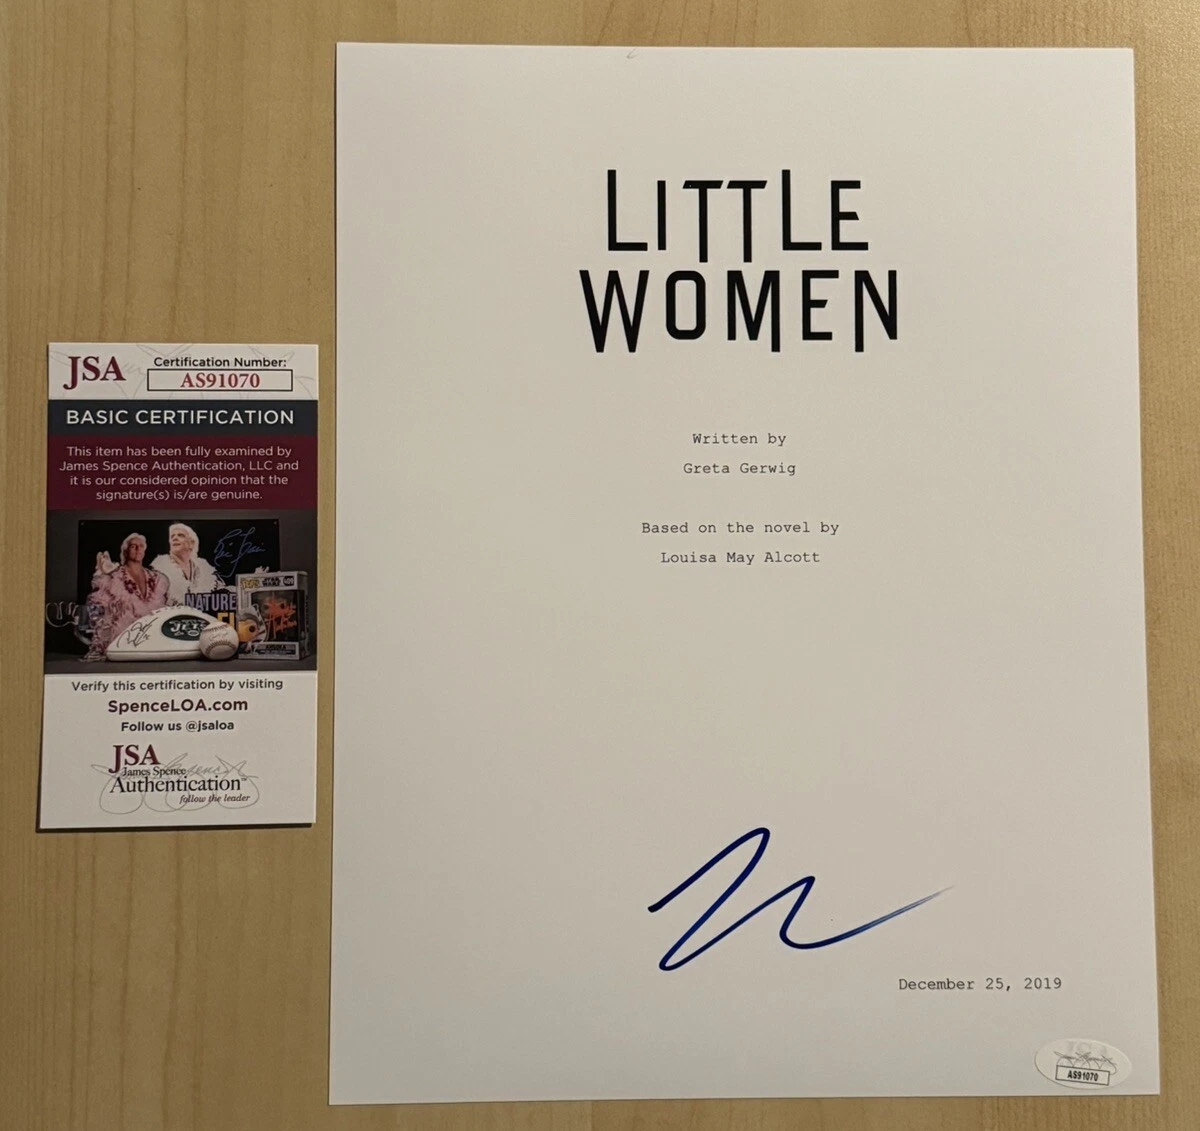 LITTLE
WOMEN
Written by
Greta Gerwig
Based on the novel by
Louisa May Alcott
December 25, 2019
AS91070
JSA
Certification Number:
AS91070
BASIC CERTIFICATION
This item has been fully examined by
James Spence Authentication, LLC and
it is our considered opinion that the
signature(s) is/are genuine.
NATURE
JETS
Verify this certification by visiting
SpenceLOA.com
Follow us @jsaloa
JSA
James Spence
Authentication™
follow the leader